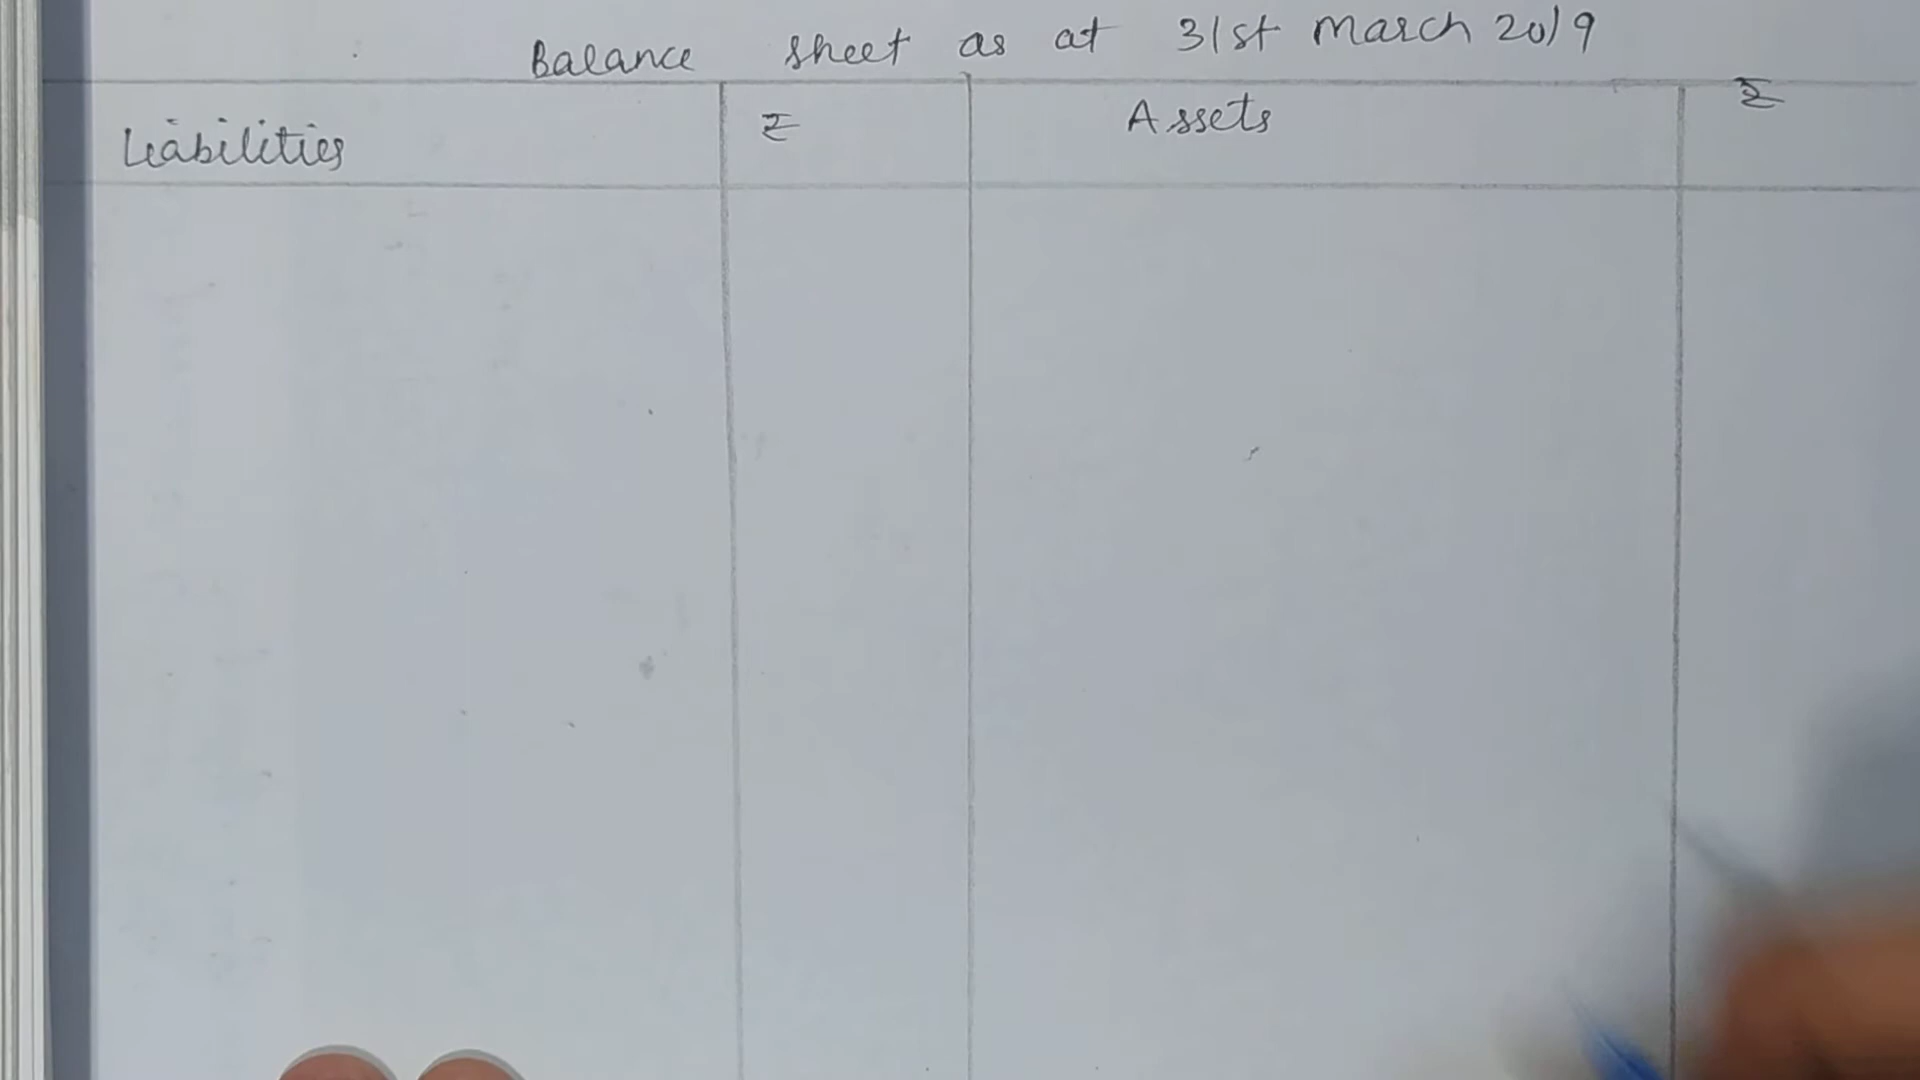 Balance sheet as at 31st March 2019
Liabilities ₹ Assets ₹